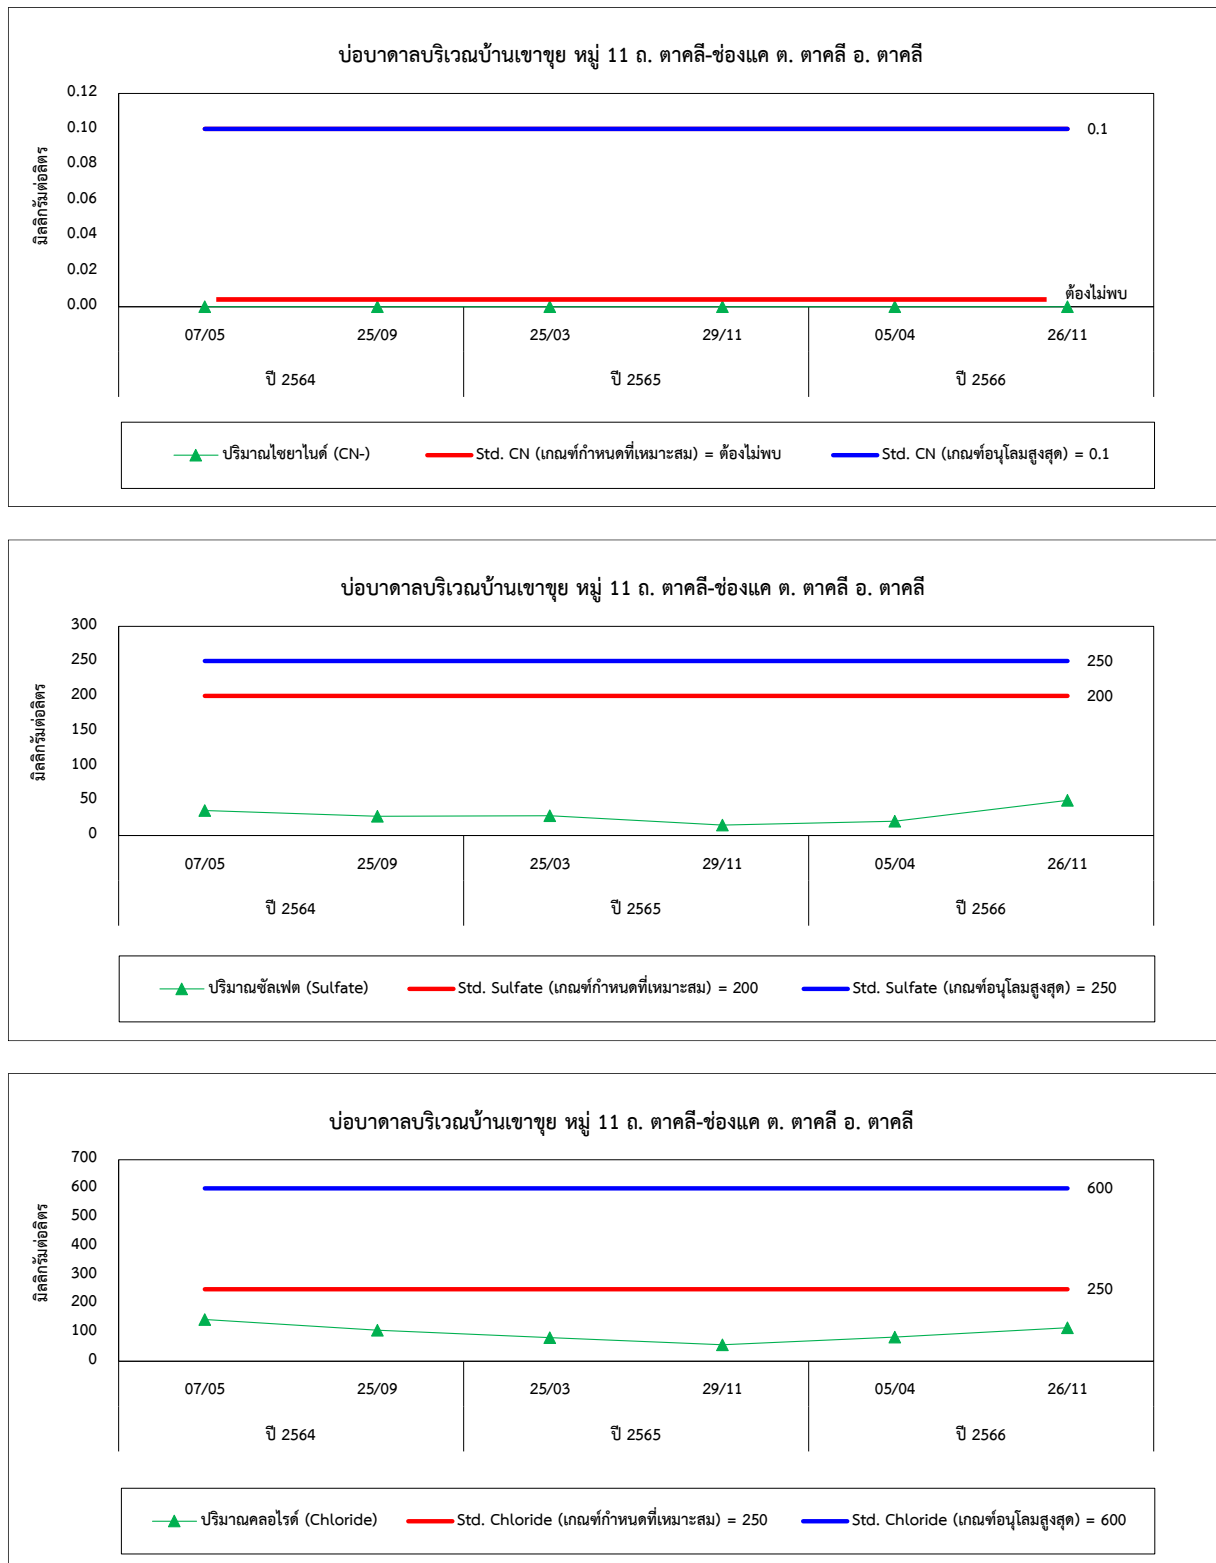 บ่อบาดาลบริเวณบ้านเขาขุย หมู่ 11 ถ. ตาคลี-ช่องแค ต. ตาคลี อ. ตาคลี
มิลลิกรัมต่อลิตร
0.12
0.10
0.08
0.06
0.04
0.02
0.00
0.1
ต้องไม่พบ
07/05 25/09 25/03 29/11 05/04 26/11
ปี 2564 ปี 2565 ปี 2566
ปริมาณไซยาไนด์ (CN-) Std. CN (เกณฑ์กำหนดที่เหมาะสม) = ต้องไม่พบ Std. CN (เกณฑ์อนุโลมสูงสุด) = 0.1
บ่อบาดาลบริเวณบ้านเขาขุย หมู่ 11 ถ. ตาคลี-ช่องแค ต. ตาคลี อ. ตาคลี
มิลลิกรัมต่อลิตร
300
250
200
150
100
50
0
250
200
07/05 25/09 25/03 29/11 05/04 26/11
ปี 2564 ปี 2565 ปี 2566
ปริมาณซัลเฟต (Sulfate) Std. Sulfate (เกณฑ์กำหนดที่เหมาะสม) = 200 Std. Sulfate (เกณฑ์อนุโลมสูงสุด) = 250
บ่อบาดาลบริเวณบ้านเขาขุย หมู่ 11 ถ. ตาคลี-ช่องแค ต. ตาคลี อ. ตาคลี
มิลลิกรัมต่อลิตร
700
600
500
400
300
200
100
0
600
250
07/05 25/09 25/03 29/11 05/04 26/11
ปี 2564 ปี 2565 ปี 2566
ปริมาณคลอไรด์ (Chloride) Std. Chloride (เกณฑ์กำหนดที่เหมาะสม) = 250 Std. Chloride (เกณฑ์อนุโลมสูงสุด) = 600